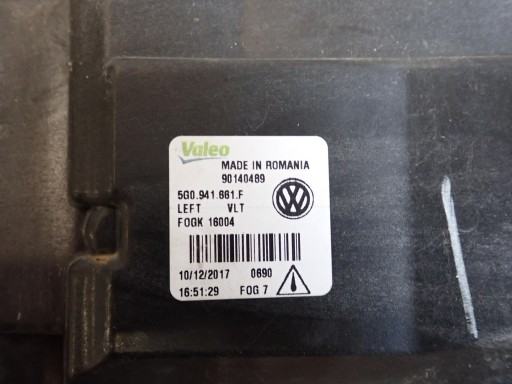 Valeo
MADE IN ROMANIA
90140489
5G0.941.661.F
LEFT VLT
FOGK 16004
10/12/2017 0690
16:51:29 FOG 7